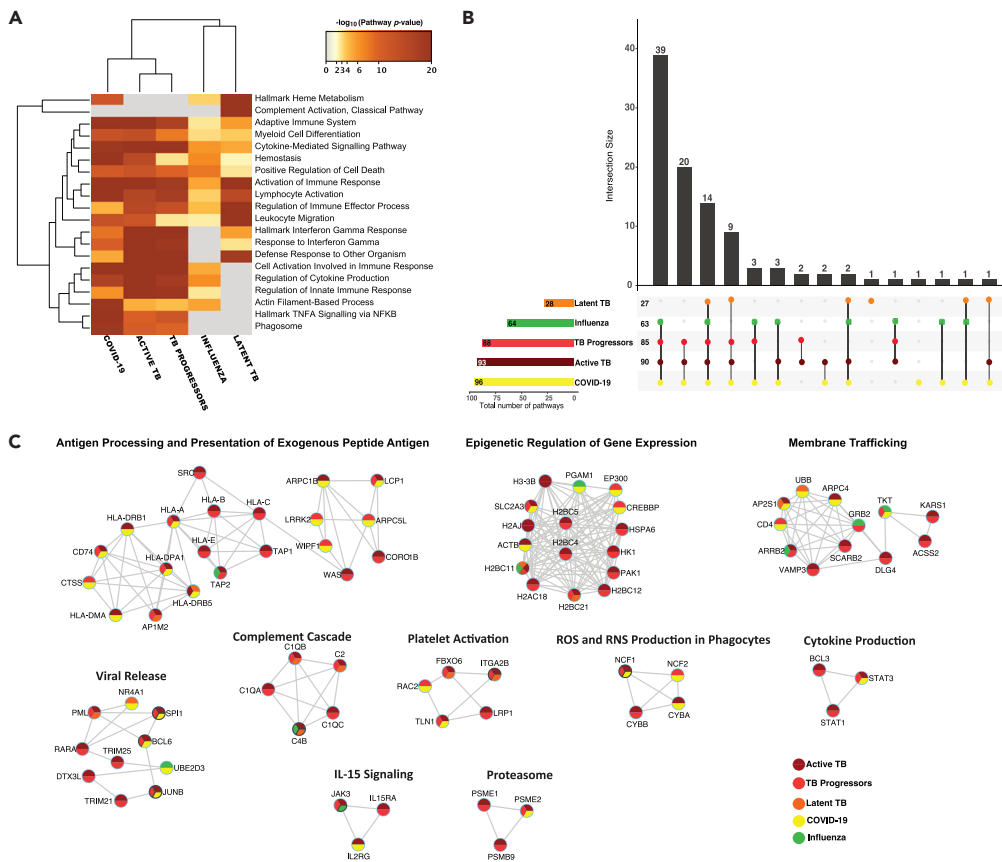 A
-log10 (Pathway p-value)
0 2 3 4 6 10 20
Hallmark Heme Metabolism
Complement Activation, Classical Pathway
Adaptive Immune System
Myeloid Cell Differentiation
Cytokine-Mediated Signalling Pathway
Hemostasis
Positive Regulation of Cell Death
Activation of Immune Response
Lymphocyte Activation
Regulation of Immune Effector Process
Leukocyte Migration
Hallmark Interferon Gamma Response
Response to Interferon Gamma
Defense Response to Other Organism
Cell Activation Involved in Immune Response
Regulation of Cytokine Production
Regulation of Innate Immune Response
Actin Filament-Based Process
Hallmark TNFA Signalling via NFKB
Phagosome
COVID-19
ACTIVE TB
TB PROGRESSORS
INFLUENZA
LATENT TB
B
Intersection Size
40
30
20
10
0
39
20
14
9
3
3
2
2
2
1
1
1
1
1
1
28 Latent TB 27
64 Influenza 63
88 TB Progressors 85
93 Active TB 90
96 COVID-19
100 75 50 25 0
Total number of pathways
C
Antigen Processing and Presentation of Exogenous Peptide Antigen
SRC
HLA-B
HLA-C
HLA-A
HLA-DRB1
HLA-E
TAP1
CD74
HLA-DPA1
TAP2
CTSS
HLA-DRB5
HLA-DMA
AP1M2
ARPC1B
LCP1
LRRK2
ARPC5L
WIPF1
CORO1B
WAS
Epigenetic Regulation of Gene Expression
H3-3B
PGAM1
EP300
SLC2A3
CREBBP
H2BC5
H2AJ
HSPA6
ACTB
H2BC4
HK1
H2BC11
PAK1
H2AC18
H2BC21
H2BC12
Membrane Trafficking
UBB
ARPC4
AP2S1
TKT
KARS1
CD4
GRB2
ARRB2
SCARB2
ACSS2
VAMP3
DLG4
Viral Release
NR4A1
PML
SPI1
BCL6
RARA
TRIM25
UBE2D3
DTX3L
JUNB
TRIM21
Complement Cascade
C1QB
C2
C1QA
C1QC
C4B
Platelet Activation
FBXO6
ITGA2B
RAC2
TLN1
LRP1
ROS and RNS Production in Phagocytes
NCF1
NCF2
CYBB
CYBA
Cytokine Production
BCL3
STAT3
STAT1
IL-15 Signaling
JAK3
IL15RA
IL2RG
Proteasome
PSME1
PSME2
PSMB9
Active TB
TB Progressors
Latent TB
COVID-19
Influenza